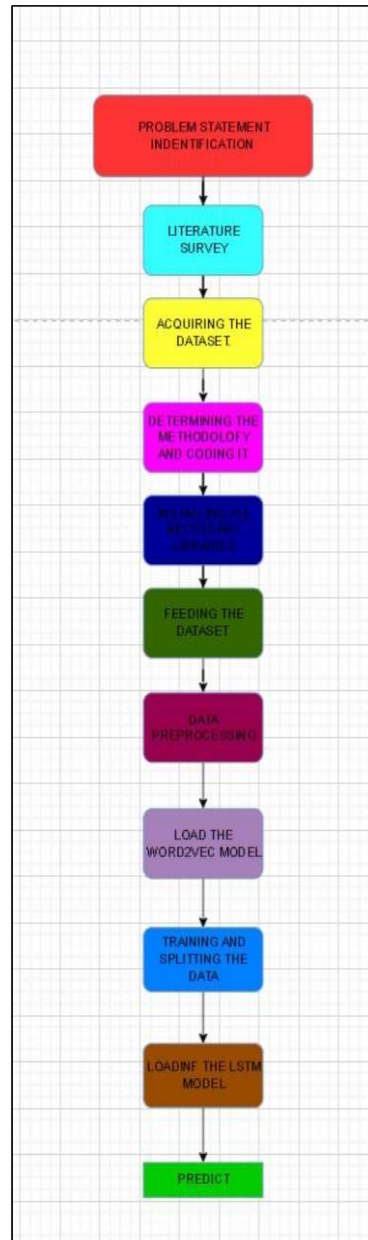 PROBLEM STATEMENT
INDENTIFICATION
LITERATURE
SURVEY
ACQUIRING THE
DATASET.
DETERMINING THE
METHODOLOFY
AND CODING IT
FEEDING THE
DATASET
DATA
PREPROCESSING
LOAD THE
WORD2VEC MODEL
TRAINING AND
SPLITTING THE
DATA
LOADINF THE LSTM
MODEL
PREDICT